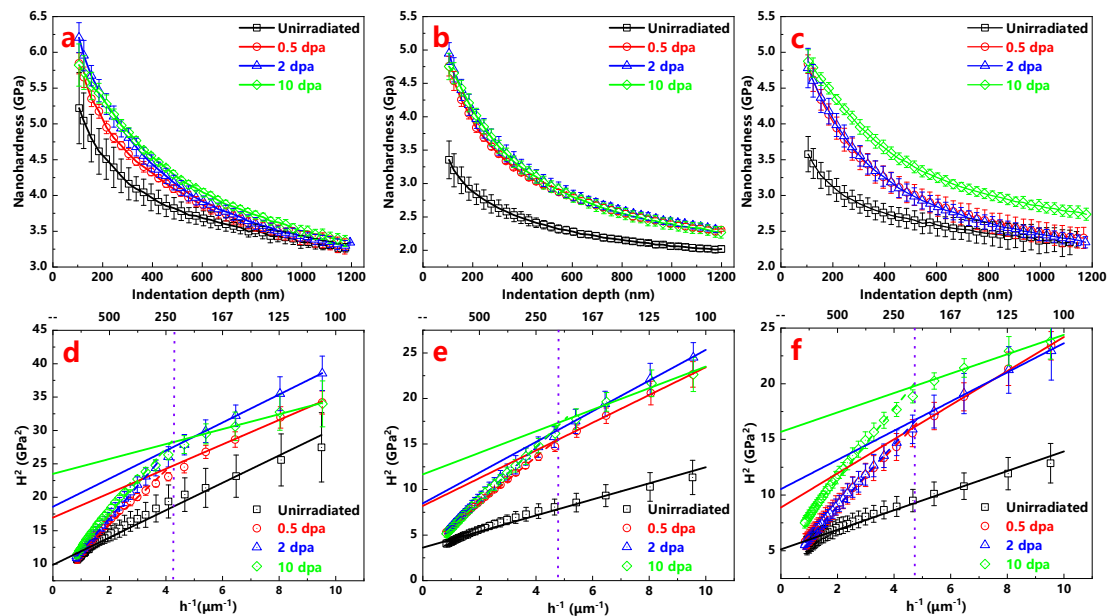 a
Unirradiated
0.5 dpa
2 dpa
10 dpa
Nanohardness (GPa)
6.5
6.0
5.5
5.0
4.5
4.0
3.5
3.0
0 200 400 600 800 1000 1200
Indentation depth (nm)
b
Unirradiated
0.5 dpa
2 dpa
10 dpa
Nanohardness (GPa)
5.5
5.0
4.5
4.0
3.5
3.0
2.5
2.0
0 200 400 600 800 1000 1200
Indentation depth (nm)
c
Unirradiated
0.5 dpa
2 dpa
10 dpa
Nanohardness (GPa)
5.5
5.0
4.5
4.0
3.5
3.0
2.5
2.0
0 200 400 600 800 1000 1200
Indentation depth (nm)
-- 500 250 167 125 100
d
H² (GPa²)
45
40
35
30
25
20
15
10
Unirradiated
0.5 dpa
2 dpa
10 dpa
0 2 4 6 8 10
h⁻¹(μm⁻¹)
-- 500 250 167 125 100
e
H² (GPa²)
25
20
15
10
5
0
Unirradiated
0.5 dpa
2 dpa
10 dpa
0 2 4 6 8 10
h⁻¹(μm⁻¹)
-- 500 250 167 125 100
f
H² (GPa²)
25
20
15
10
5
Unirradiated
0.5 dpa
2 dpa
10 dpa
0 2 4 6 8 10
h⁻¹ (μm⁻¹)